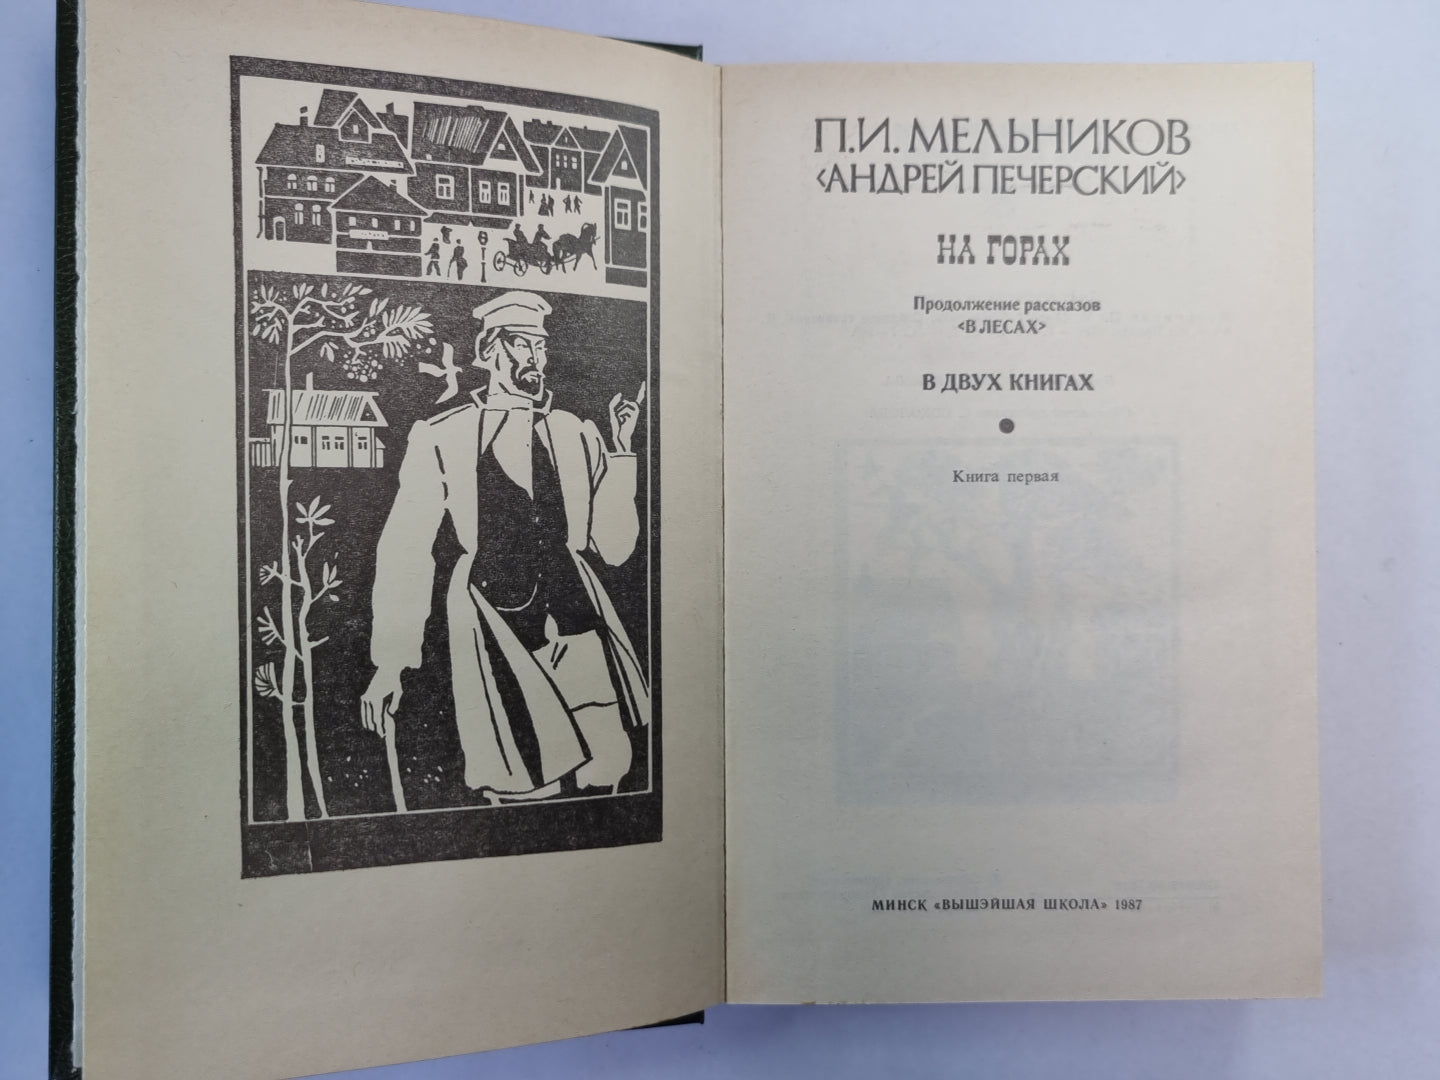 П.И. МЕЛЬНИКОВ
‹АНДРЕЙ ПЕЧЕРСКИЙ›
НА ГОРАХ
Продолжение рассказов
‹В ЛЕСАХ›
В ДВУХ КНИГАХ
Книга первая
МИНСК «ВЫШЭЙШАЯ ШКОЛА» 1987